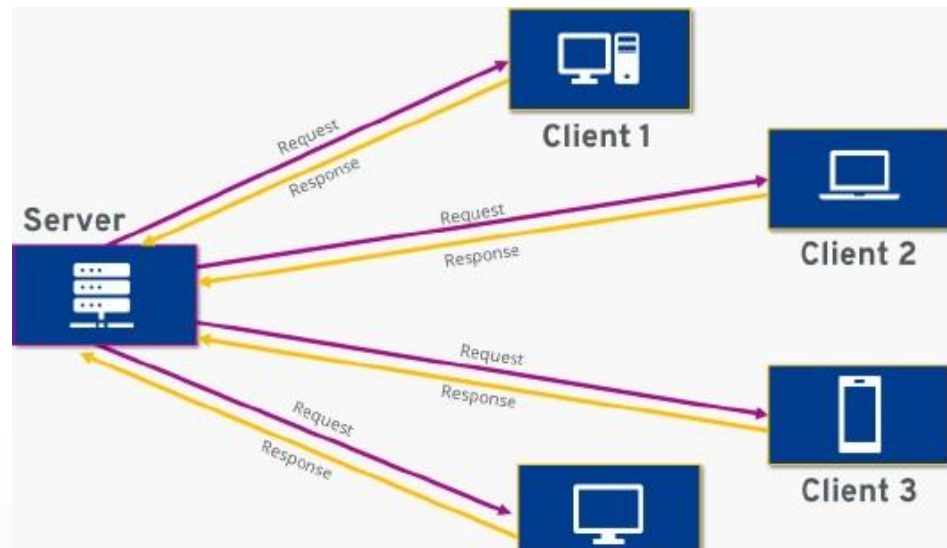 Client 1
Request
Response
Server
Request
Response
Client 2
Request
Response
Request
Response
Client 3